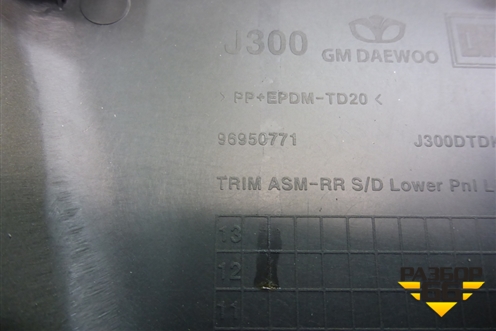 J300
GM DAEWOO
> PP+EPDM-TD20 <
96950771
J300DTDK
TRIM ASM-RR S/D Lower Pnl L
13
12
11
РАЗБОР